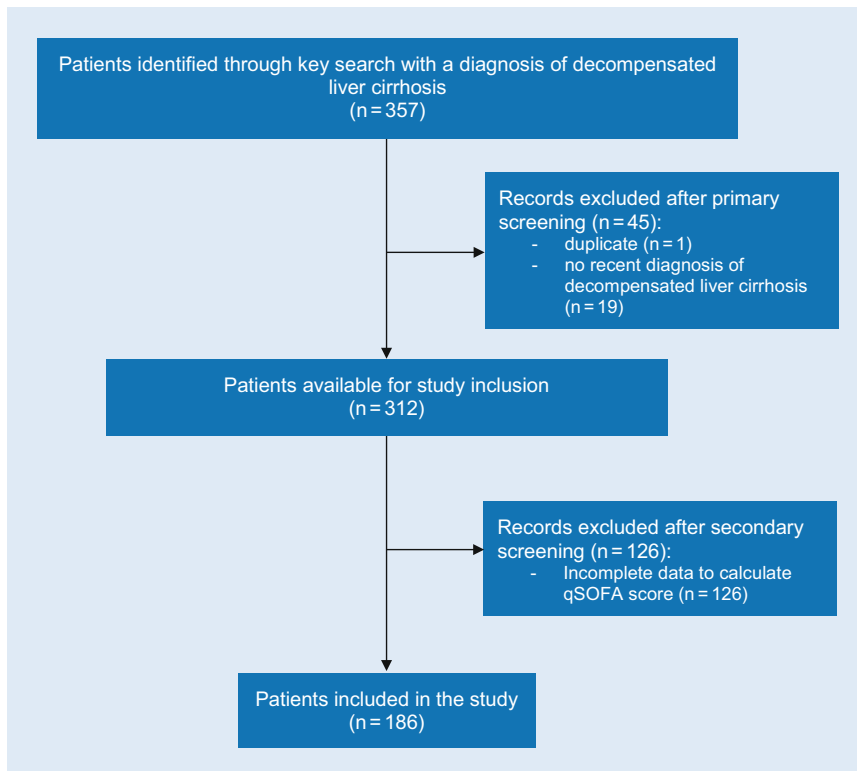 Patients identified through key search with a diagnosis of decompensated
liver cirrhosis
(n = 357)
Records excluded after primary
screening (n = 45):
- duplicate (n = 1)
- no recent diagnosis of
decompensated liver cirrhosis
(n = 19)
Patients available for study inclusion
(n = 312)
Records excluded after secondary
screening (n = 126):
- Incomplete data to calculate
qSOFA score (n = 126)
Patients included in the study
(n = 186)